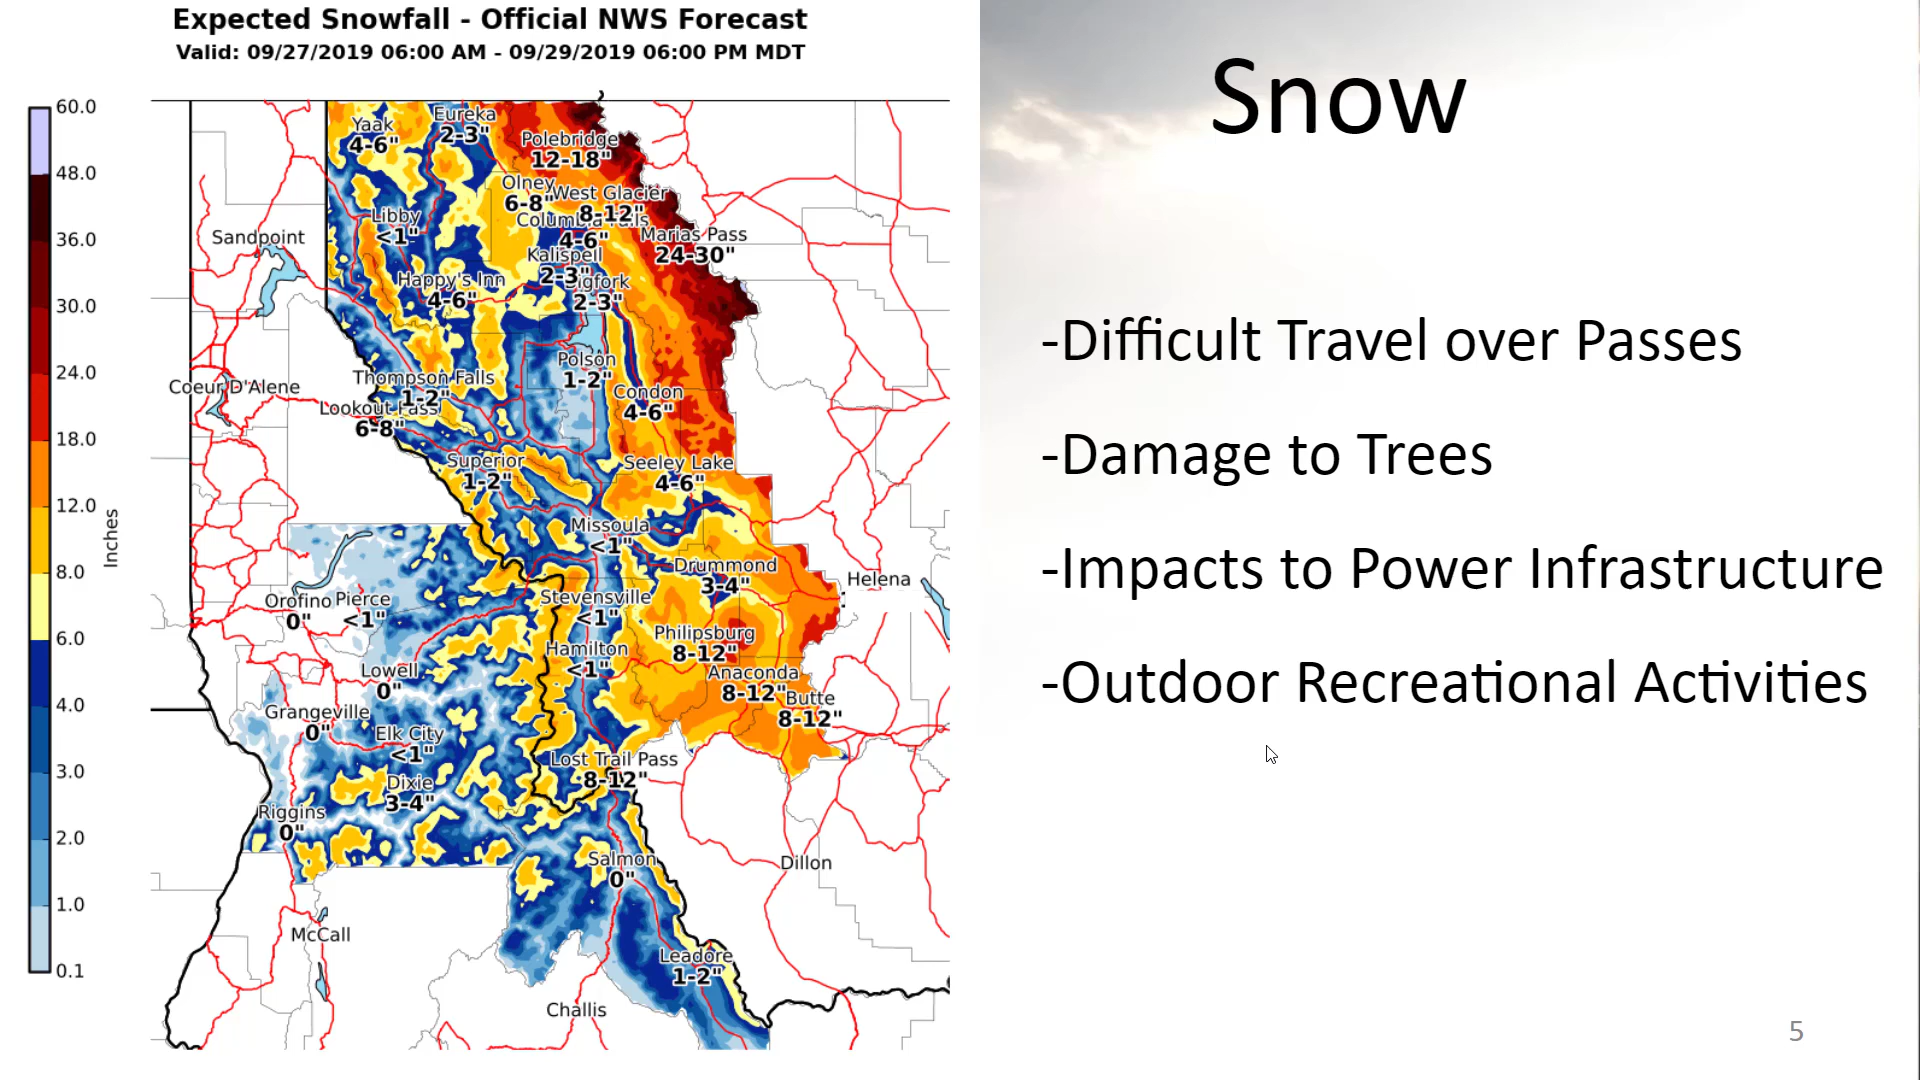 Expected Snowfall - Official NWS Forecast
Valid: 09/27/2019 06:00 AM - 09/29/2019 06:00 PM MDT
60.0
48.0
36.0
30.0
24.0
18.0
12.0
8.0
6.0
4.0
3.0
2.0
1.0
0.1
Inches
Yaak
4-6"
Eureka
2-3"
Polebridge
12-18"
Olney
6-8"
West Glacier
8-12"
Libby
<1"
4-6"
Sandpoint
Marias Pass
24-30"
Kalispell
2-3"
Happy's Inn
4-6"
2-3"
Polson
1-2"
Coeur D'Alene
Thompson Falls
1-2"
Condon
4-6"
Lookout Pass
6-8"
Superior
1-2"
Seeley Lake
4-6"
Missoula
<1"
Drummond
3-4"
Helena
Orofino
0"
Pierce
<1"
Stevensville
<1"
Philipsburg
8-12"
Hamilton
<1"
Lowell
0"
Anaconda
8-12"
Butte
8-12"
Grangeville
0"
Elk City
<1"
Lost Trail Pass
8-12"
Dixie
3-4"
Riggins
0"
Salmon
0"
Dillon
McCall
Leadore
1-2"
Challis
Snow
-Difficult Travel over Passes
-Damage to Trees
-Impacts to Power Infrastructure
-Outdoor Recreational Activities
5